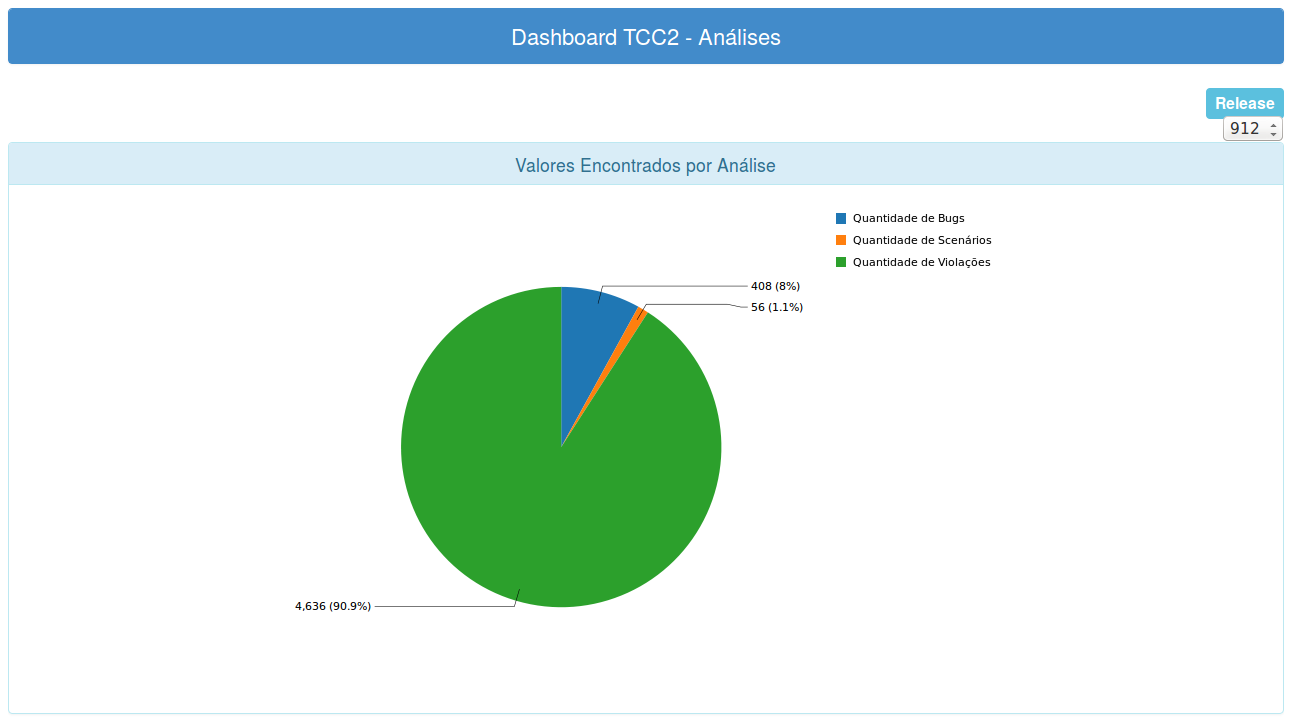 Dashboard TCC2 - Análises
Release
912
Valores Encontrados por Análise
Quantidade de Bugs
Quantidade de Scenários
Quantidade de Violações
408 (8%)
56 (1.1%)
4,636 (90.9%)